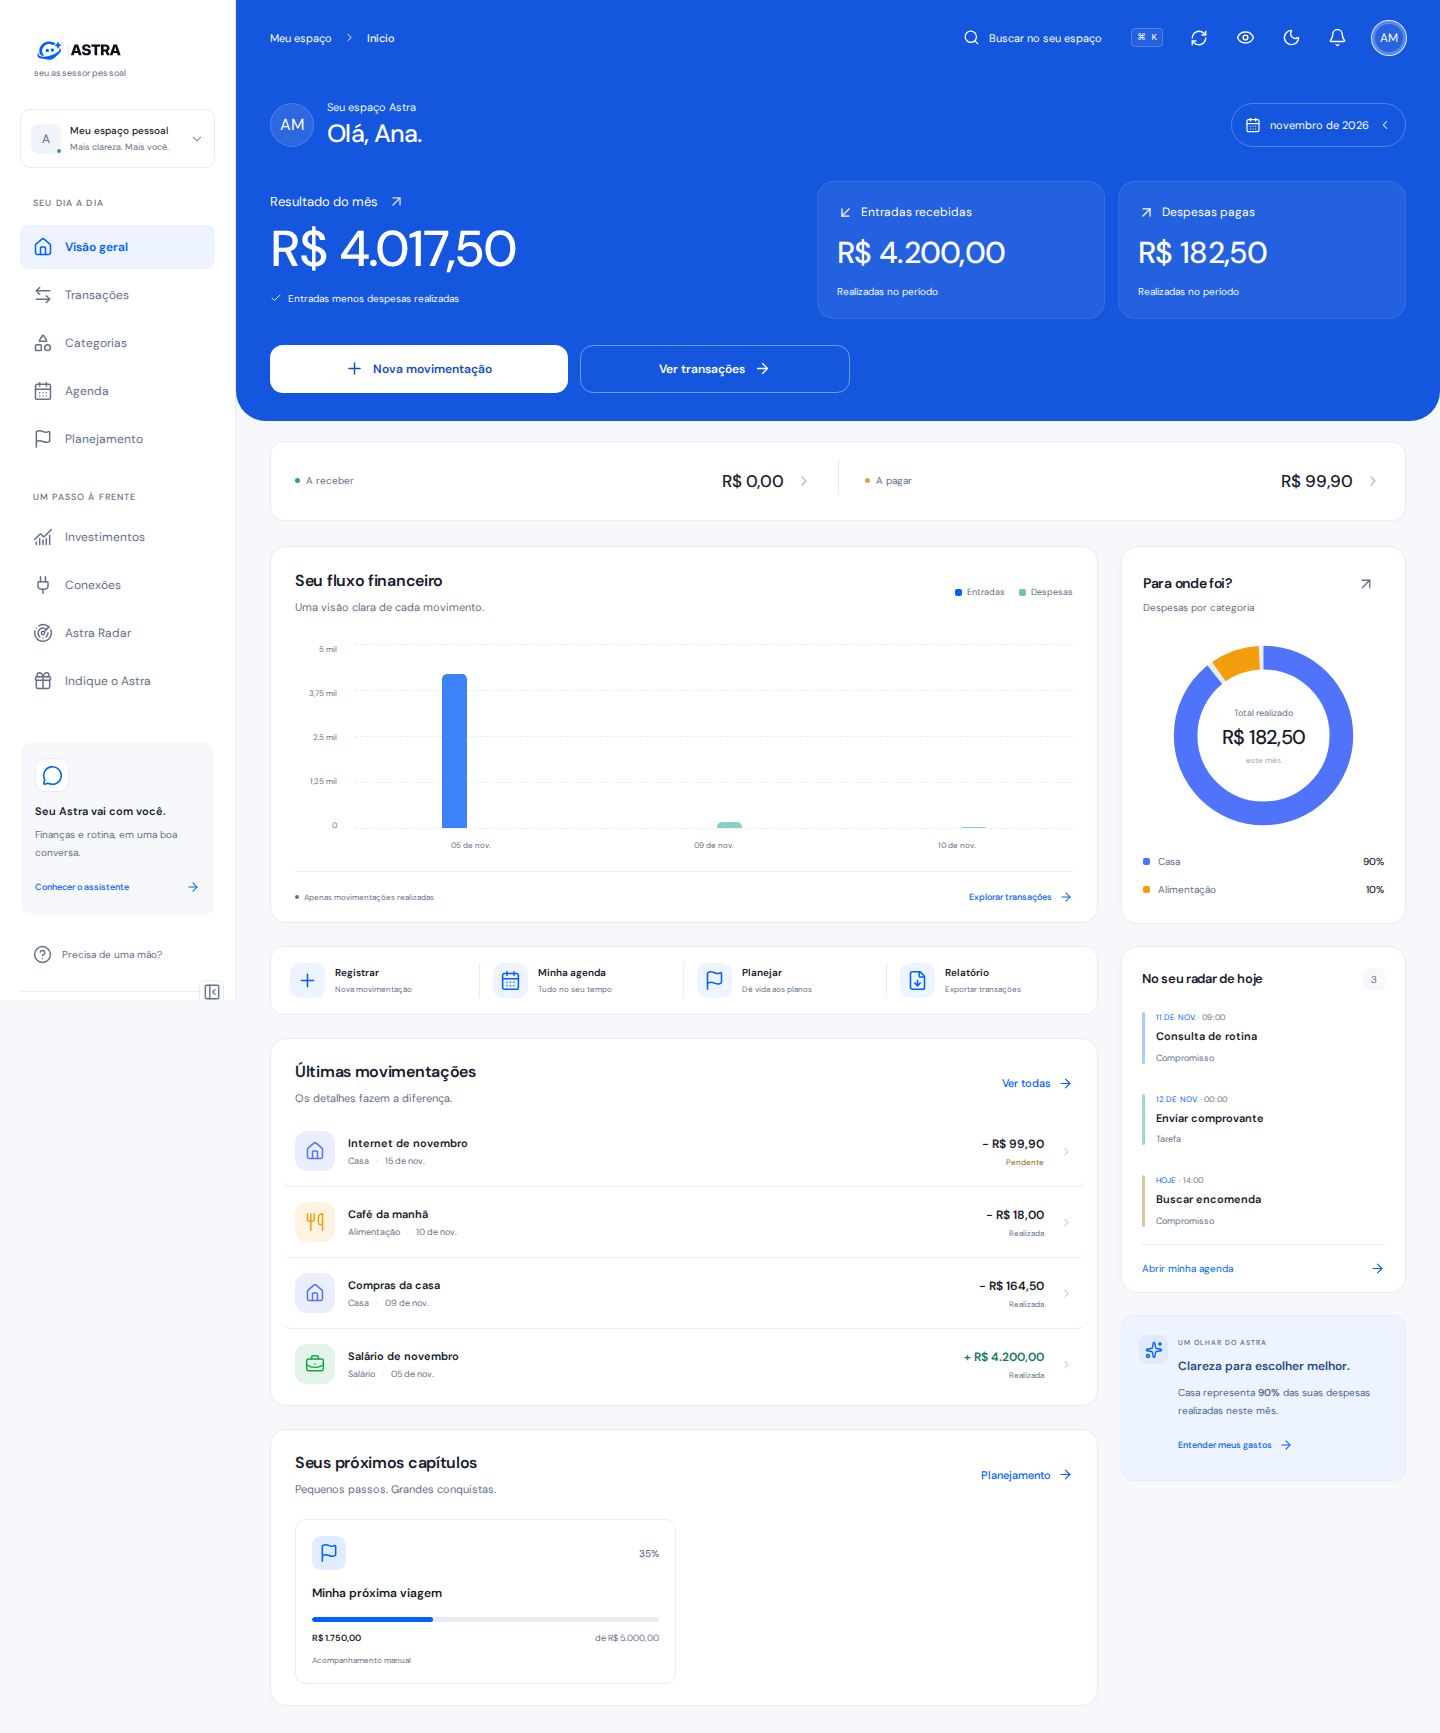 ASTRA
seu assessor pessoal
A
Meu espaço pessoal
Mais clareza. Mais você.
SEU DIA A DIA
Visão geral
Transações
Categorias
Agenda
Planejamento
UM PASSO À FRENTE
Investimentos
Conexões
Astra Radar
Indique o Astra
Seu Astra vai com você.
Finanças e rotina, em uma boa
conversa.
Conhecer o assistente
Precisa de uma mão?
Meu espaço
Início
Buscar no seu espaço
⌘ K
AM
AM
Seu espaço Astra
Olá, Ana.
novembro de 2026
Resultado do mês
R$ 4.017,50
Entradas menos despesas realizadas
Entradas recebidas
R$ 4.200,00
Realizadas no período
Despesas pagas
R$ 182,50
Realizadas no período
Nova movimentação
Ver transações
A receber
R$ 0,00
A pagar
R$ 99,90
Seu fluxo financeiro
Uma visão clara de cada movimento.
Entradas
Despesas
5 mil
3,75 mil
2,5 mil
1,25 mil
0
05 de nov.
09 de nov.
10 de nov.
Apenas movimentações realizadas
Explorar transações
Para onde foi?
Despesas por categoria
Total realizado
R$ 182,50
este mês
Casa
90%
Alimentação
10%
Registrar
Nova movimentação
Minha agenda
Tudo no seu tempo
Planejar
Dê vida aos planos
Relatório
Exportar transações
Últimas movimentações
Os detalhes fazem a diferença.
Ver todas
Internet de novembro
Casa · 15 de nov.
- R$ 99,90
Pendente
Café da manhã
Alimentação · 10 de nov.
- R$ 18,00
Realizada
Compras da casa
Casa · 09 de nov.
- R$ 164,50
Realizada
Salário de novembro
Salário · 05 de nov.
+ R$ 4.200,00
Realizada
No seu radar de hoje
3
11 DE NOV. · 09:00
Consulta de rotina
Compromisso
12 DE NOV. · 00:00
Enviar comprovante
Tarefa
HOJE · 14:00
Buscar encomenda
Compromisso
Abrir minha agenda
UM OLHAR DO ASTRA
Clareza para escolher melhor.
Casa representa 90% das suas despesas
realizadas neste mês.
Entender meus gastos
Seus próximos capítulos
Pequenos passos. Grandes conquistas.
Planejamento
35%
Minha próxima viagem
R$ 1.750,00
de R$ 5.000,00
Acompanhamento manual